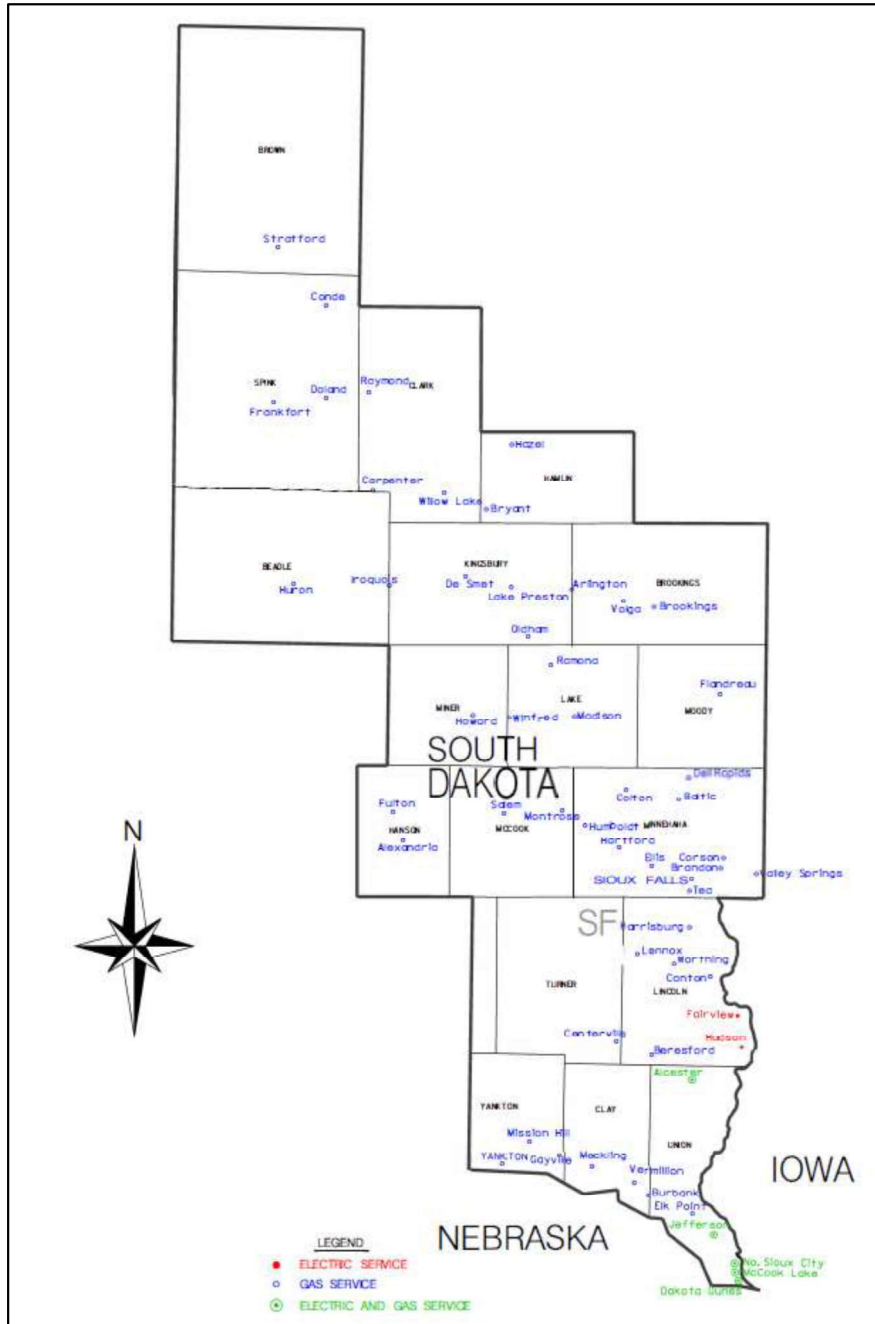 BROWN
Stratford
Conde
SPINK
Doland
Raymond
CLARK
Frankfort
Hazel
Carpenter
HAMLIN
Willow Lake
Bryant
BEADLE
KINGSBURY
Huron
Iroquois
De Smet
Lake Preston
Arlington
BROOKINGS
Volga
Brookings
Oldham
Ramona
Flandreau
LAKE
MINER
Howard
Winfred
Madison
MOODY
SOUTH
DAKOTA
Dell Rapids
Colton
Baltic
Fulton
Salem
Montrose
Humboldt
MINNEHAHA
HANSON
MCCOOK
Hartford
Alexandria
Ellis
Corson
Brandon
Valley Springs
SIOUX FALLS
Tea
N
SF
Harrisburg
Lennox
Worthing
Canton
TURNER
LINCOLN
Fairview
Centerville
Hudson
Beresford
Alcester
YANKTON
CLAY
Mission Hill
UNION
YANKTON
Gayville
Meckling
Vermillion
IOWA
Burbank
Elk Point
Jefferson
NEBRASKA
LEGEND
ELECTRIC SERVICE
GAS SERVICE
ELECTRIC AND GAS SERVICE
No. Sioux City
McCook Lake
Dakota Dunes